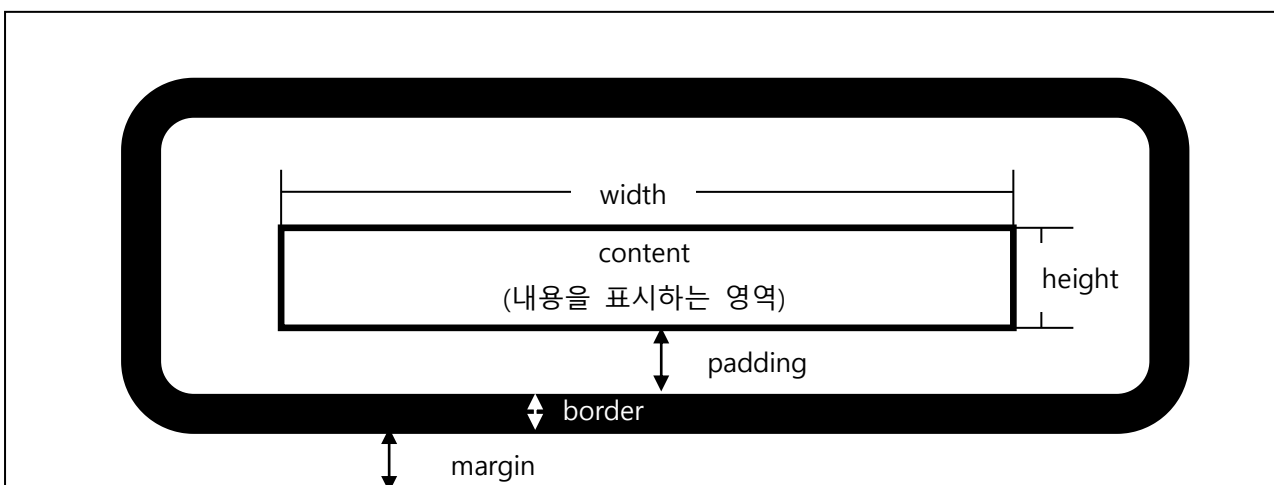 width
content
(내용을 표시하는 영역)
height
padding
border
margin